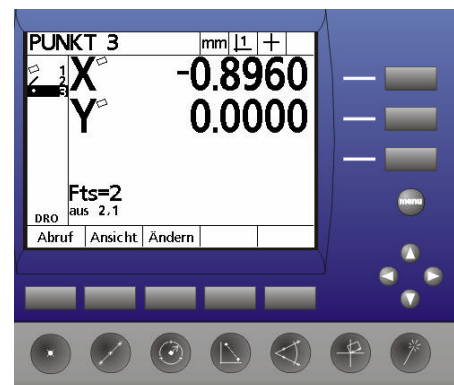 PUNKT 3 mm 1
1 X -0.8960
2
3
Y 0.0000
Fts=2
DRO aus 2,1
Abruf Ansicht Ändern
menu